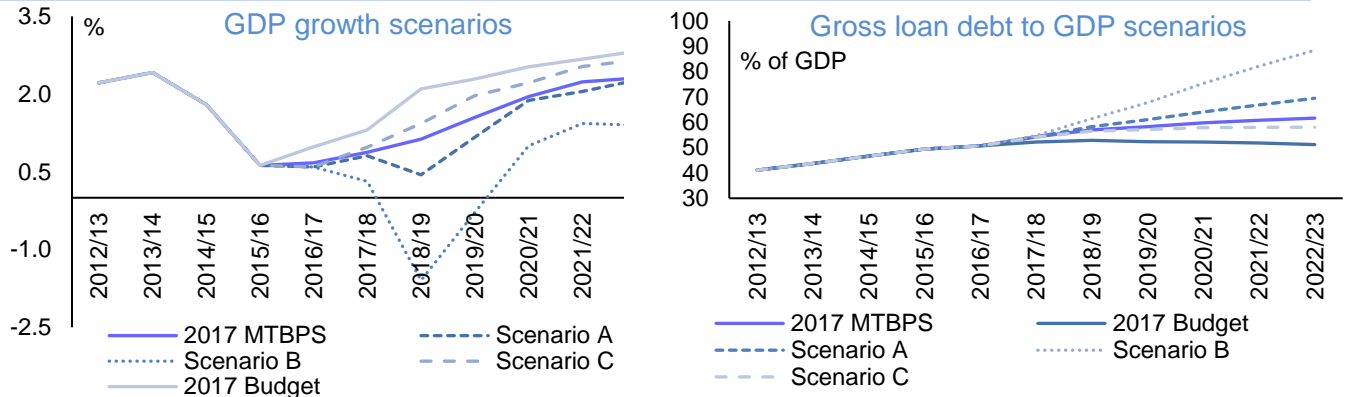 GDP growth scenarios
%
3.5
2.0
0.5
-1.0
-2.5
2012/13
2013/14
2014/15
2015/16
2016/17
2017/18
2018/19
2019/20
2020/21
2021/22
2017 MTBPS
Scenario A
Scenario B
Scenario C
2017 Budget
Gross loan debt to GDP scenarios
% of GDP
100
90
80
70
60
50
40
30
2012/13
2013/14
2014/15
2015/16
2016/17
2017/18
2018/19
2019/20
2020/21
2021/22
2022/23
2017 MTBPS
2017 Budget
Scenario A
Scenario B
Scenario C